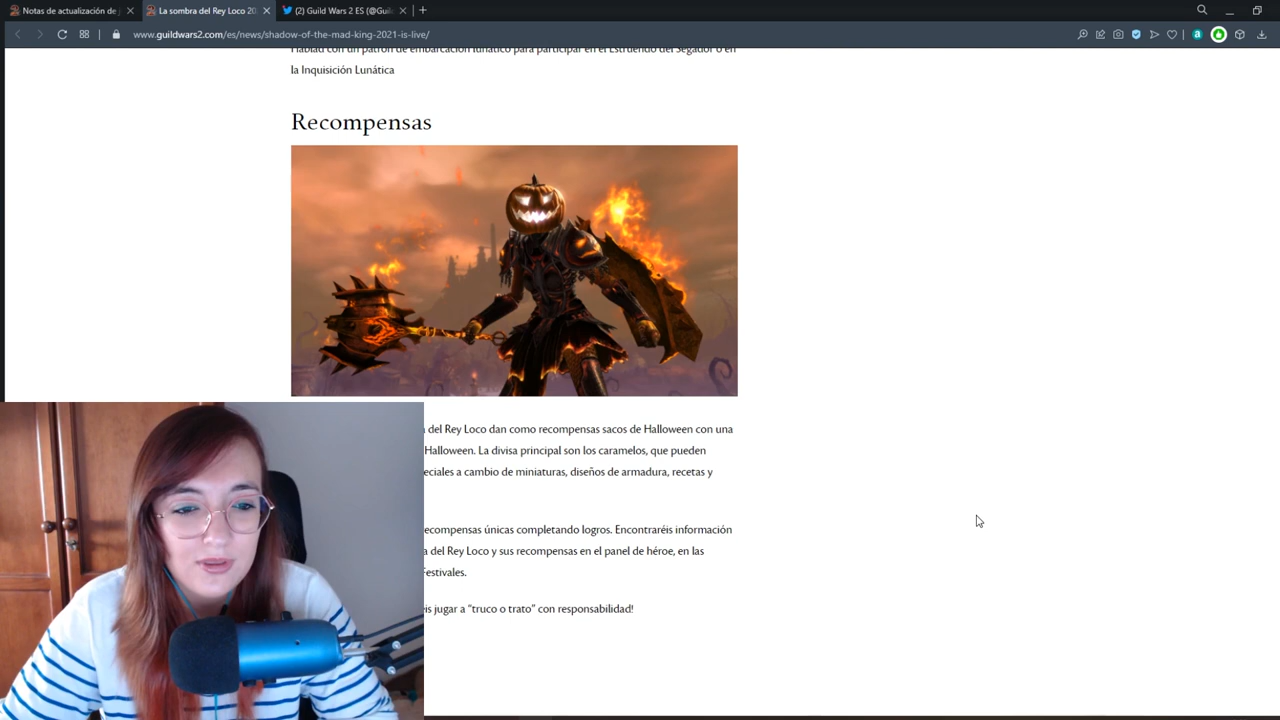 Notas de actualización de
La sombra del Rey Loco 20
(2) Guild Wars 2 ES (@Guil
www.guildwars2.com/es/news/shadow-of-the-mad-king-2021-is-live/
Hablad con un patrón de embarcación lunático para participar en el Estruendo del Segador o en
la Inquisición Lunática
Recompensas
del Rey Loco dan como recompensas sacos de Halloween con una
Halloween. La divisa principal son los caramelos, que pueden
eciales a cambio de miniaturas, diseños de armadura, recetas y
ecompensas únicas completando logros. Encontraréis información
a del Rey Loco y sus recompensas en el panel de héroe, en las
Festivales.
is jugar a "truco o trato" con responsabilidad!